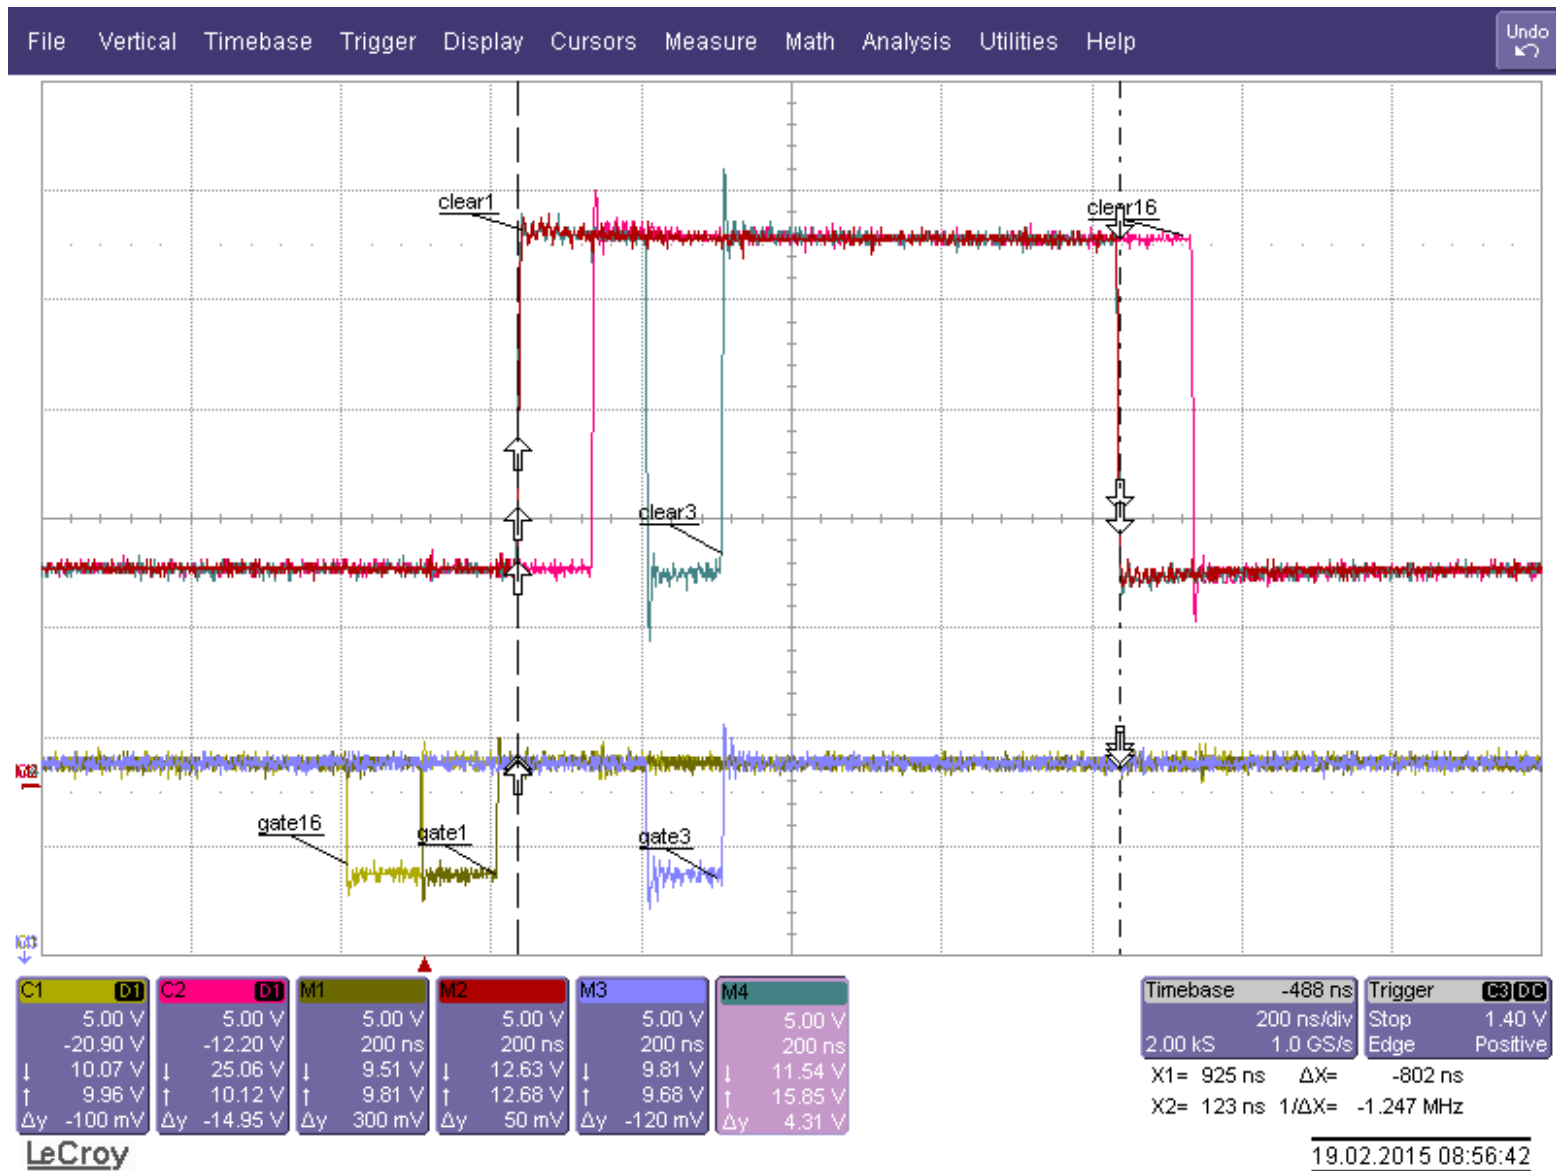 File Vertical Timebase Trigger Display Cursors Measure Math Analysis Utilities Help Undo
clear1
clear16
clear3
gate16
gate1
gate3
C1 D1 C2 D1 M1 M2 M3 M4
5.00 V 5.00 V 5.00 V 5.00 V 5.00 V 5.00 V
-20.90 V -12.20 V 200 ns 200 ns 200 ns 200 ns
↓ 10.07 V ↓ 25.06 V ↓ 9.51 V ↓ 12.63 V ↓ 9.81 V ↓ 11.54 V
↑ 9.96 V ↑ 10.12 V ↑ 9.81 V ↑ 12.68 V ↑ 9.68 V ↑ 15.85 V
Δy -100 mV Δy -14.95 V Δy 300 mV Δy 50 mV Δy -120 mV Δy 4.31 V
Timebase -488 ns
200 ns/div
2.00 kS 1.0 GS/s
Trigger C3 DC
Stop 1.40 V
Edge Positive
X1= 925 ns ΔX= -802 ns
X2= 123 ns 1/ΔX= -1.247 MHz
LeCroy
19.02.2015 08:56:42